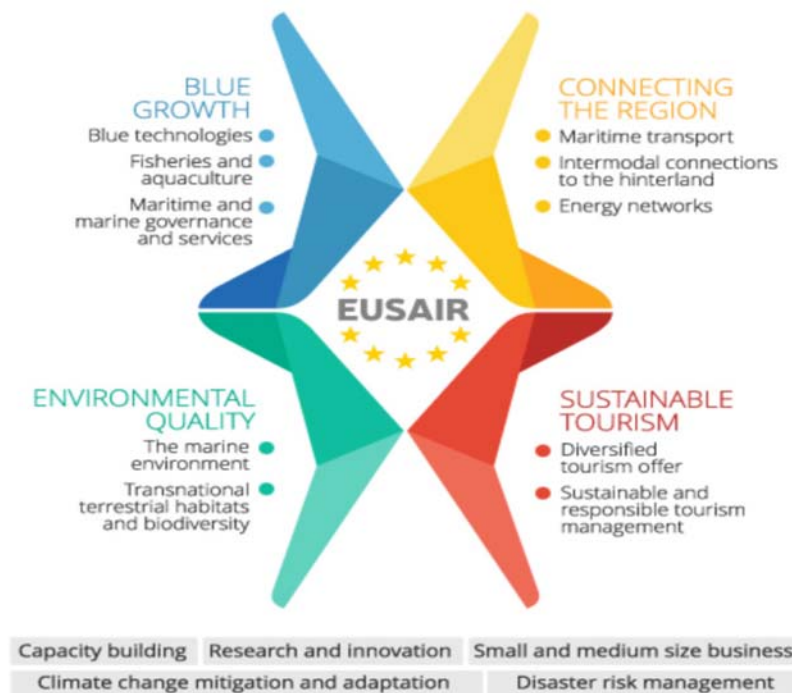 BLUE
GROWTH
Blue technologies
Fisheries and
aquaculture
Maritime and
marine governance
and services
CONNECTING
THE REGION
Maritime transport
Intermodal connections
to the hinterland
Energy networks
EUSAIR
ENVIRONMENTAL
QUALITY
The marine
environment
Transnational
terrestrial habitats
and biodiversity
SUSTAINABLE
TOURISM
Diversified
tourism offer
Sustainable and
responsible tourism
management
Capacity building
Research and innovation
Small and medium size business
Climate change mitigation and adaptation
Disaster risk management